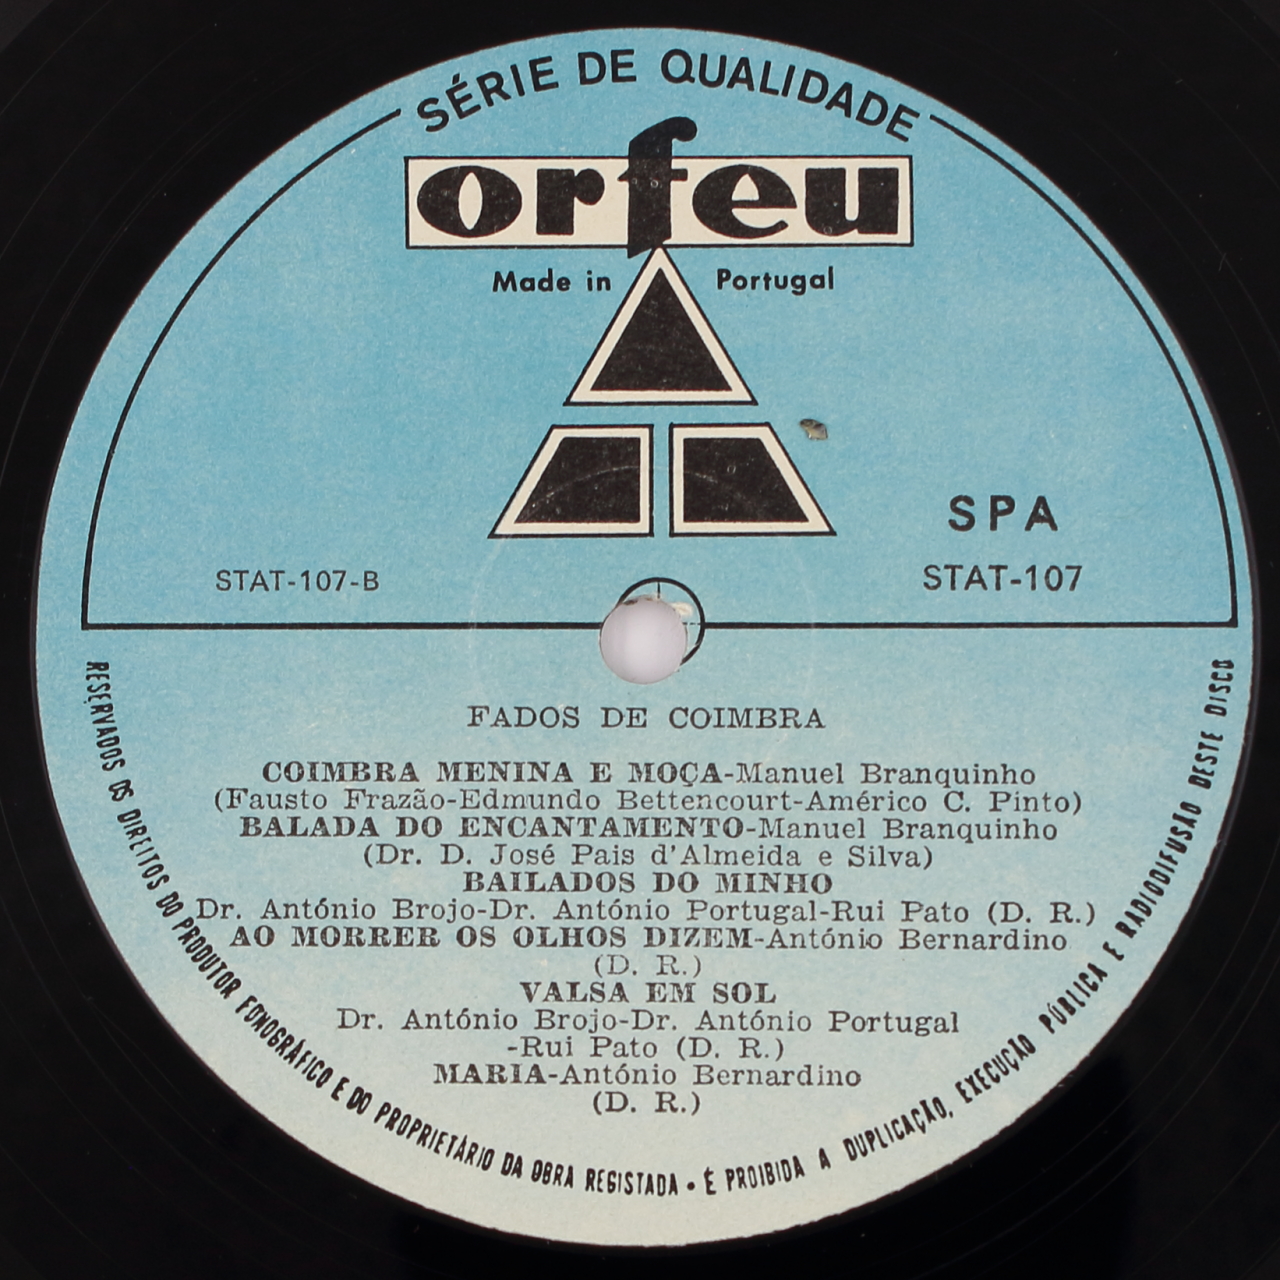 SÉRIE DE QUALIDADE
orfeu
Made in Portugal
SPA
STAT-107-B
STAT-107
FADOS DE COIMBRA
COIMBRA MENINA E MOÇA-Manuel Branquinho
(Fausto Frazão-Edmundo Bettencourt-Américo C. Pinto)
BALADA DO ENCANTAMENTO-Manuel Branquinho
(Dr. D. José Pais d'Almeida e Silva)
BAILADOS DO MINHO
Dr. António Brojo-Dr. António Portugal-Rui Pato (D. R.)
AO MORRER OS OLHOS DIZEM-António Bernardino
(D. R.)
VALSA EM SOL
Dr. António Brojo-Dr. António Portugal
-Rui Pato (D. R.)
MARIA-António Bernardino
(D. R.)
RESERVADOS OS DIREITOS DO PRODUTOR FONOGRÁFICO E DO PROPRIETÁRIO DA OBRA REGISTADA • É PROIBIDA A DUPLICAÇÃO, EXECUÇÃO PÚBLICA E RADIODIFUSÃO DESTE DISCO